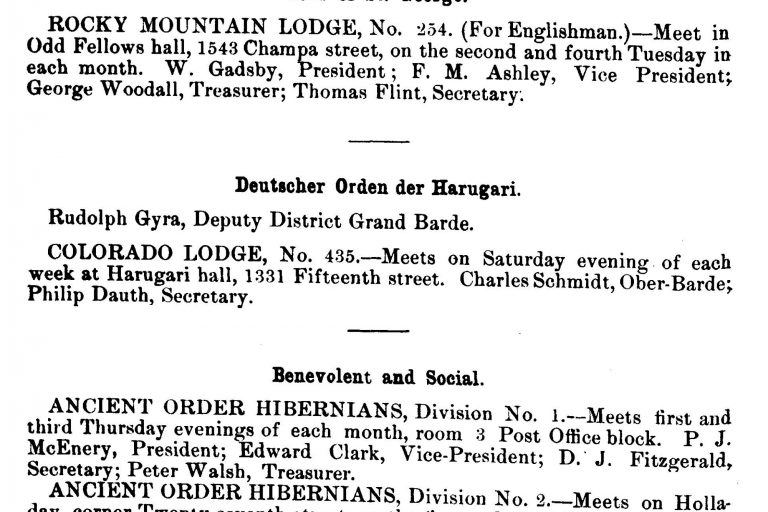 ROCKY MOUNTAIN LODGE, No. 254. (For Englishman.)—Meet in
Odd Fellows hall, 1543 Champa street, on the second and fourth Tuesday in
each month. W. Gadsby, President; F. M. Ashley, Vice President;
George Woodall, Treasurer; Thomas Flint, Secretary.
Deutscher Orden der Harugari.
Rudolph Gyra, Deputy District Grand Barde.
COLORADO LODGE, No. 435.—Meets on Saturday evening of each
week at Harugari hall, 1331 Fifteenth street. Charles Schmidt, Ober-Barde;
Philip Dauth, Secretary.
Benevolent and Social.
ANCIENT ORDER HIBERNIANS, Division No. 1.—Meets first and
third Thursday evenings of each month, room 3 Post Office block. P. J.
McEnery, President; Edward Clark, Vice-President; D. J. Fitzgerald,
Secretary; Peter Walsh, Treasurer.
ANCIENT ORDER HIBERNIANS, Division No. 2.—Meets on Holla-